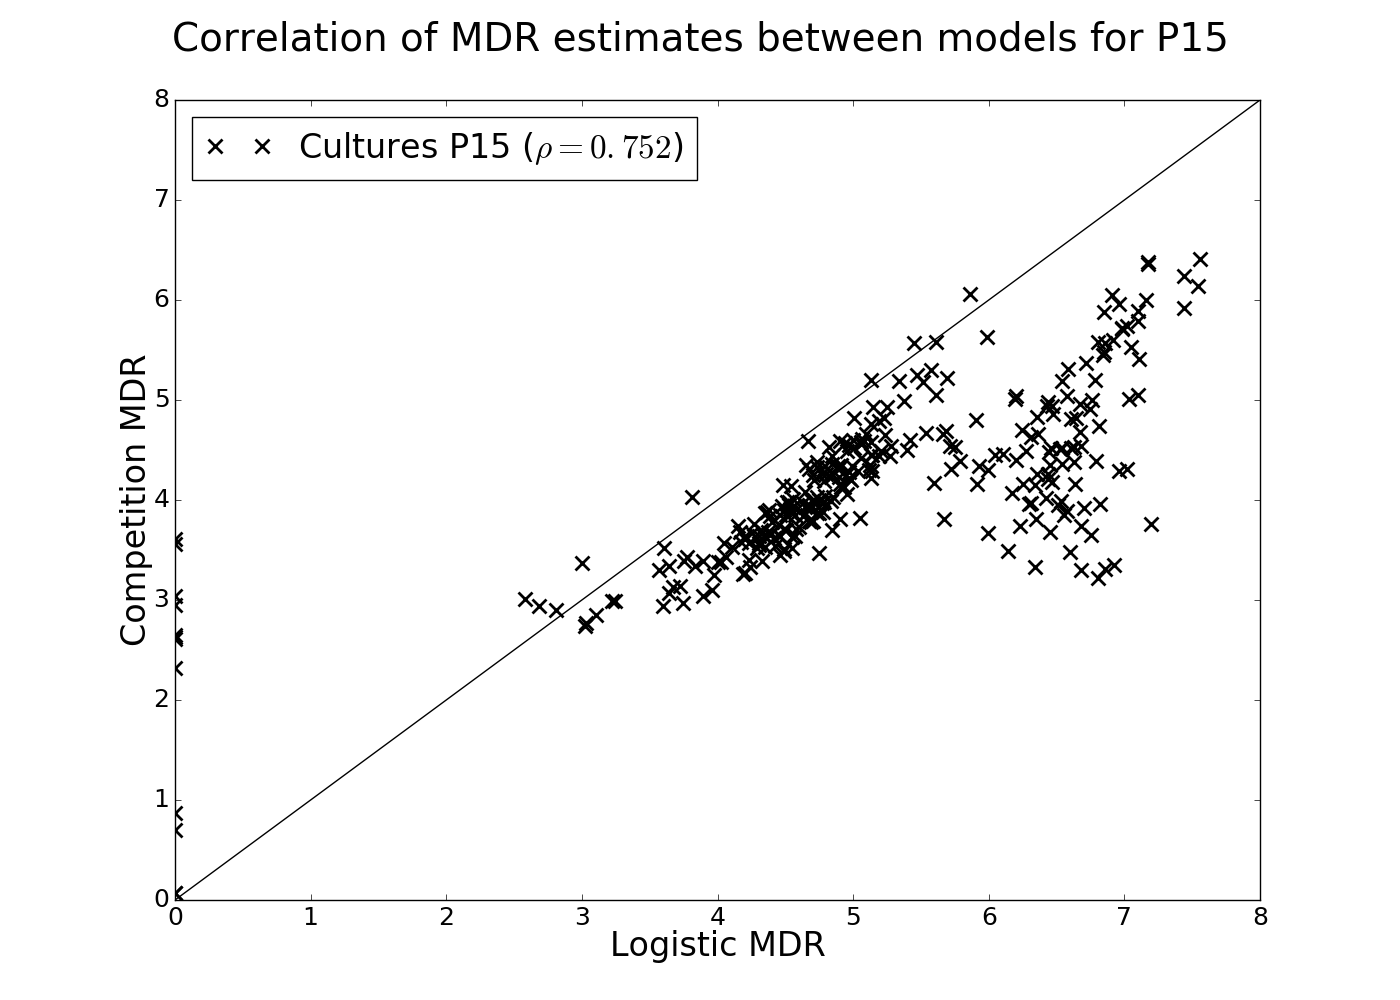 Correlation of MDR estimates between models for P15
Cultures P15 (ρ=0.752)
8
7
6
5
4
3
2
1
0
Competition MDR
0 1 2 3 4 5 6 7 8
Logistic MDR